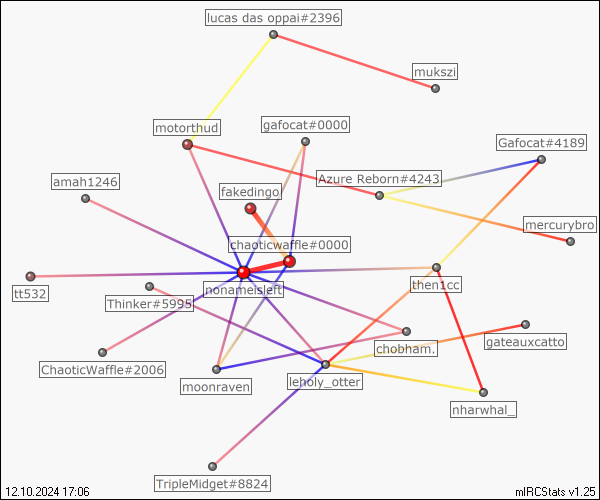 lucas das oppai#2396
mukszi
motorthud
gafocat#0000
Gafocat#4189
amah1246
Azure Reborn#4243
fakedingo
mercurybro
chaoticwaffle#0000
tt532
nonameisleft
then1cc
Thinker#5995
chobham.
gateauxcatto
ChaoticWaffle#2006
moonraven
leholy_otter
nharwhal_
TripleMidget#8824
12.10.2024 17:06
mIRCStats v1.25